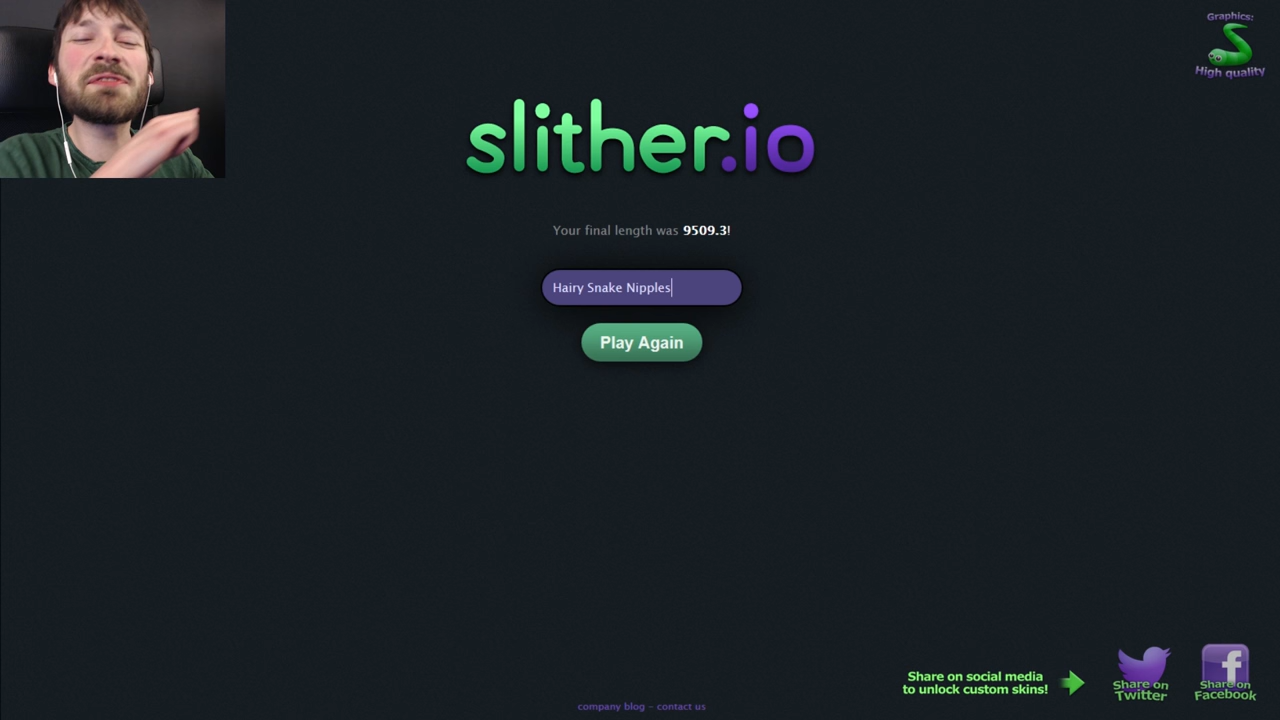 Graphics:
High quality
slither.io
Your final length was 9509.3!
Hairy Snake Nipples
Play Again
Share on social media
to unlock custom skins!
Share on
Twitter
Share on
Facebook
company blog – contact us